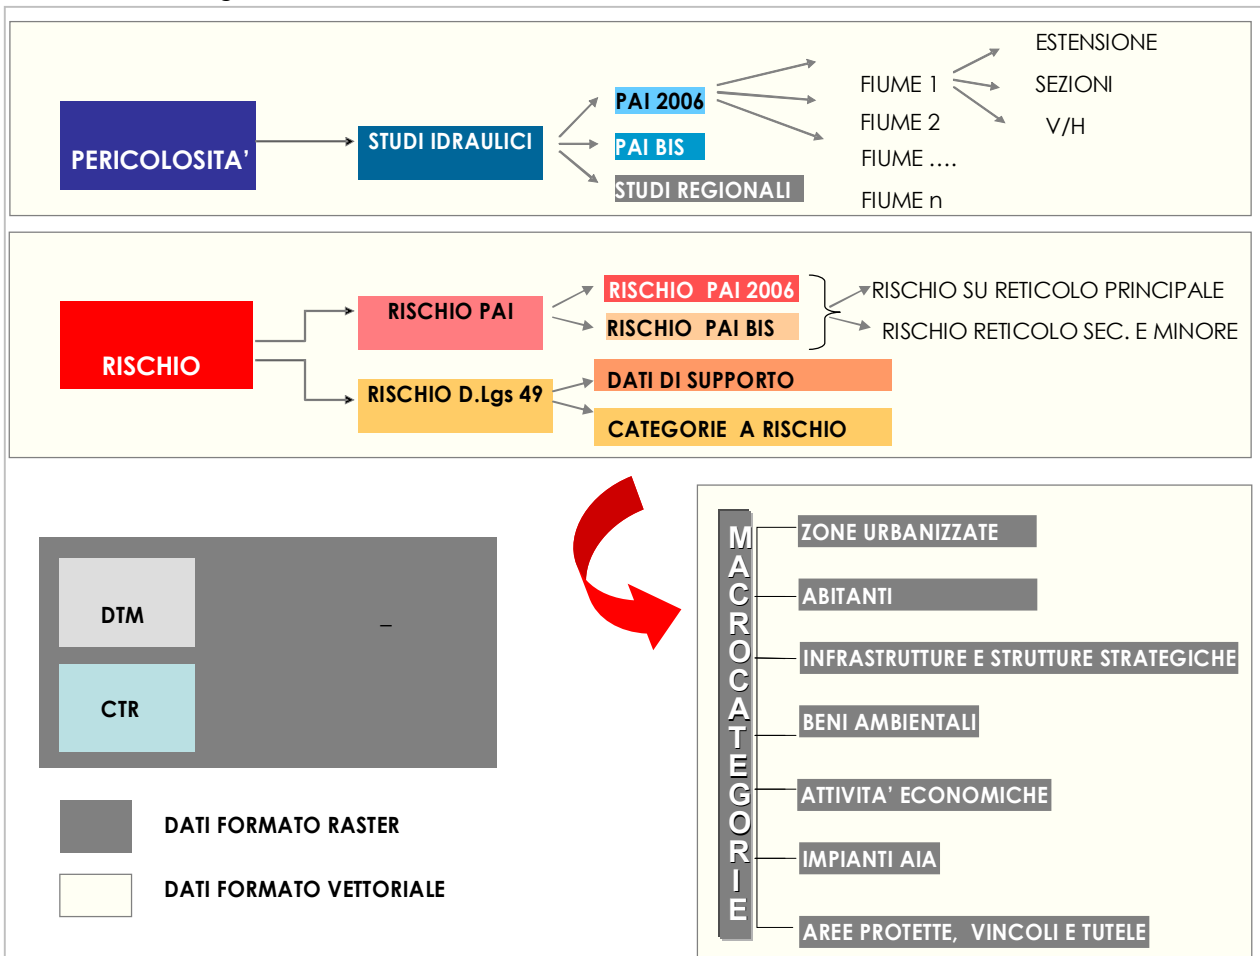 PERICOLOSITA'
STUDI IDRAULICI
PAI 2006
PAI BIS
STUDI REGIONALI
FIUME 1
FIUME 2
FIUME ....
FIUME n
ESTENSIONE
SEZIONI
V/H
RISCHIO
RISCHIO PAI
RISCHIO D.Lgs 49
RISCHIO PAI 2006
RISCHIO PAI BIS
RISCHIO SU RETICOLO PRINCIPALE
RISCHIO RETICOLO SEC. E MINORE
DATI DI SUPPORTO
CATEGORIE A RISCHIO
DTM
–
CTR
DATI FORMATO RASTER
DATI FORMATO VETTORIALE
MACROCATEGORIE
ZONE URBANIZZATE
ABITANTI
INFRASTRUTTURE E STRUTTURE STRATEGICHE
BENI AMBIENTALI
ATTIVITA' ECONOMICHE
IMPIANTI AIA
AREE PROTETTE, VINCOLI E TUTELE